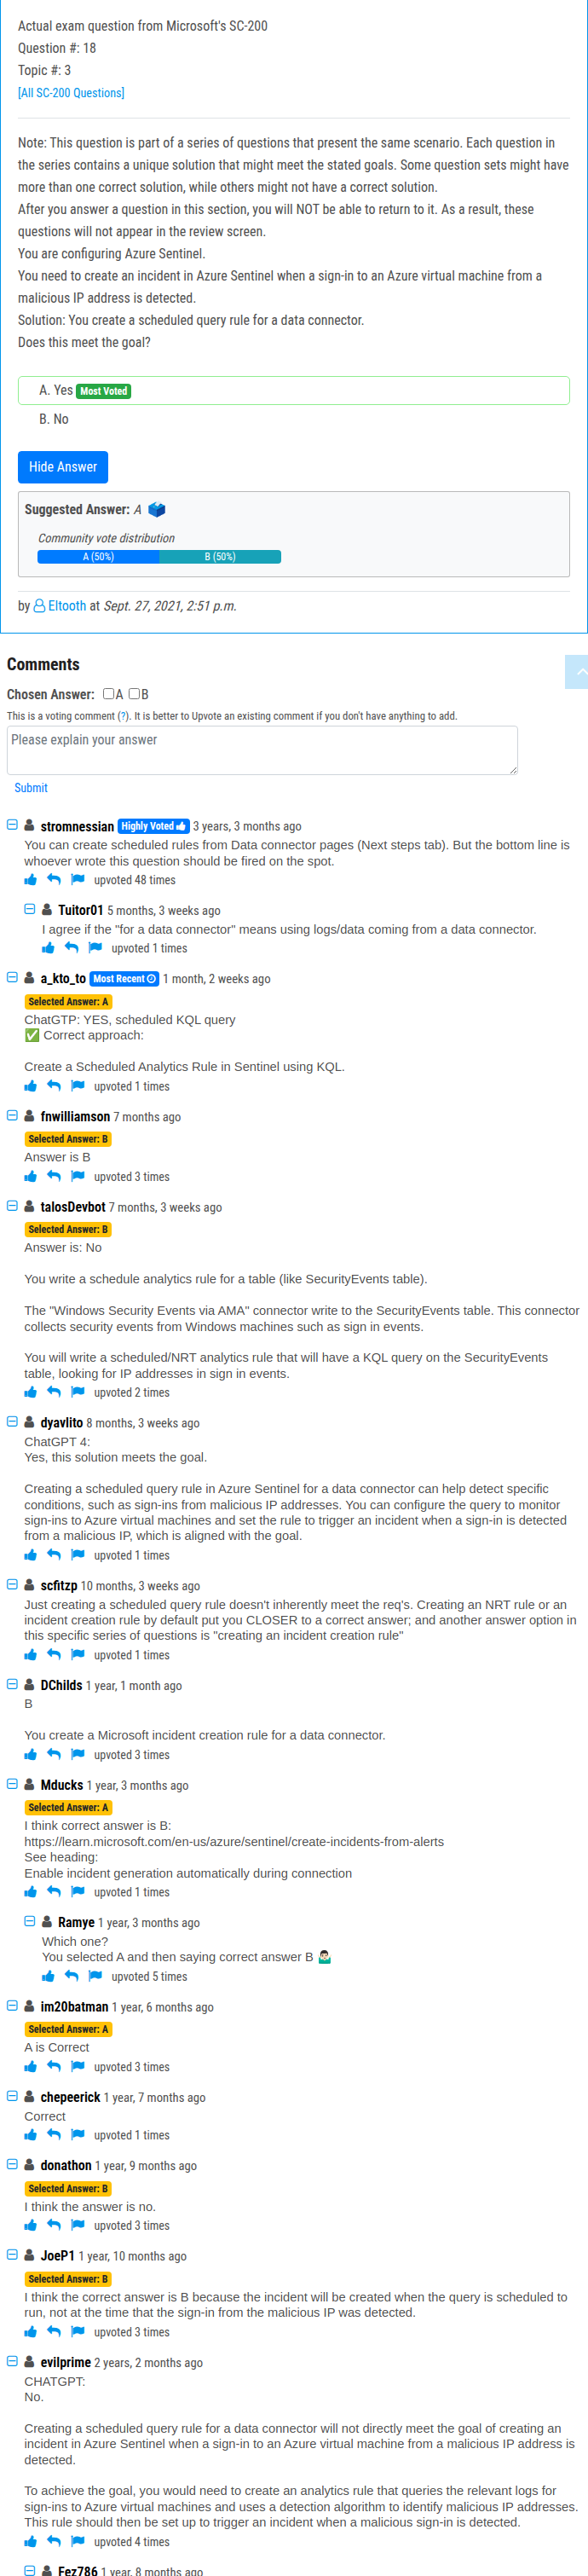 Actual exam question from Microsoft's SC-200
Question #: 18
Topic #: 3
[All SC-200 Questions]
Note: This question is part of a series of questions that present the same scenario. Each question in
the series contains a unique solution that might meet the stated goals. Some question sets might have
more than one correct solution, while others might not have a correct solution.
After you answer a question in this section, you will NOT be able to return to it. As a result, these
questions will not appear in the review screen.
You are configuring Azure Sentinel.
You need to create an incident in Azure Sentinel when a sign-in to an Azure virtual machine from a
malicious IP address is detected.
Solution: You create a scheduled query rule for a data connector.
Does this meet the goal?
A. Yes Most Voted
B. No
Hide Answer
Suggested Answer: A
Community vote distribution
A (50%) B (50%)
by Eltooth at Sept. 27, 2021, 2:51 p.m.
Comments
Chosen Answer: A B
This is a voting comment (?). It is better to Upvote an existing comment if you don't have anything to add.
Please explain your answer
Submit
stromnessian Highly Voted 3 years, 3 months ago
You can create scheduled rules from Data connector pages (Next steps tab). But the bottom line is
whoever wrote this question should be fired on the spot.
upvoted 48 times
Tuitor01 5 months, 3 weeks ago
I agree if the "for a data connector" means using logs/data coming from a data connector.
upvoted 1 times
a_kto_to Most Recent 1 month, 2 weeks ago
Selected Answer: A
ChatGTP: YES, scheduled KQL query
✅ Correct approach:
Create a Scheduled Analytics Rule in Sentinel using KQL.
upvoted 1 times
fnwilliamson 7 months ago
Selected Answer: B
Answer is B
upvoted 3 times
talosDevbot 7 months, 3 weeks ago
Selected Answer: B
Answer is: No
You write a schedule analytics rule for a table (like SecurityEvents table).
The "Windows Security Events via AMA" connector write to the SecurityEvents table. This connector
collects security events from Windows machines such as sign in events.
You will write a scheduled/NRT analytics rule that will have a KQL query on the SecurityEvents
table, looking for IP addresses in sign in events.
upvoted 2 times
dyavlito 8 months, 3 weeks ago
ChatGPT 4:
Yes, this solution meets the goal.
Creating a scheduled query rule in Azure Sentinel for a data connector can help detect specific
conditions, such as sign-ins from malicious IP addresses. You can configure the query to monitor
sign-ins to Azure virtual machines and set the rule to trigger an incident when a sign-in is detected
from a malicious IP, which is aligned with the goal.
upvoted 1 times
scfitzp 10 months, 3 weeks ago
Just creating a scheduled query rule doesn't inherently meet the req's. Creating an NRT rule or an
incident creation rule by default put you CLOSER to a correct answer; and another answer option in
this specific series of questions is "creating an incident creation rule"
upvoted 1 times
DChilds 1 year, 1 month ago
B
You create a Microsoft incident creation rule for a data connector.
upvoted 3 times
Mducks 1 year, 3 months ago
Selected Answer: A
I think correct answer is B:
https://learn.microsoft.com/en-us/azure/sentinel/create-incidents-from-alerts
See heading:
Enable incident generation automatically during connection
upvoted 1 times
Ramye 1 year, 3 months ago
Which one?
You selected A and then saying correct answer B 🤷🏻‍♂️
upvoted 5 times
im20batman 1 year, 6 months ago
Selected Answer: A
A is Correct
upvoted 3 times
chepeerick 1 year, 7 months ago
Correct
upvoted 1 times
donathon 1 year, 9 months ago
Selected Answer: B
I think the answer is no.
upvoted 3 times
JoeP1 1 year, 10 months ago
Selected Answer: B
I think the correct answer is B because the incident will be created when the query is scheduled to
run, not at the time that the sign-in from the malicious IP was detected.
upvoted 3 times
evilprime 2 years, 2 months ago
CHATGPT:
No.
Creating a scheduled query rule for a data connector will not directly meet the goal of creating an
incident in Azure Sentinel when a sign-in to an Azure virtual machine from a malicious IP address is
detected.
To achieve the goal, you would need to create an analytics rule that queries the relevant logs for
sign-ins to Azure virtual machines and uses a detection algorithm to identify malicious IP addresses.
This rule should then be set up to trigger an incident when a malicious sign-in is detected.
upvoted 4 times
Fez786 1 year, 8 months ago